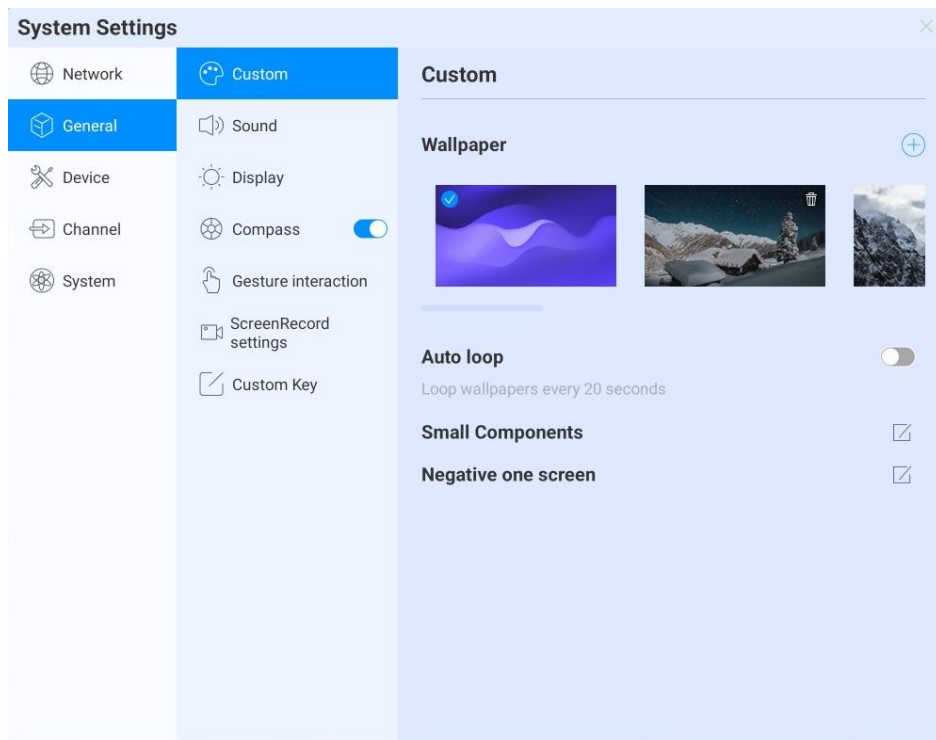 System Settings
Network
General
Device
Channel
System
Custom
Sound
Display
Compass
Gesture interaction
ScreenRecord
settings
Custom Key
Custom
Wallpaper
Auto loop
Loop wallpapers every 20 seconds
Small Components
Negative one screen